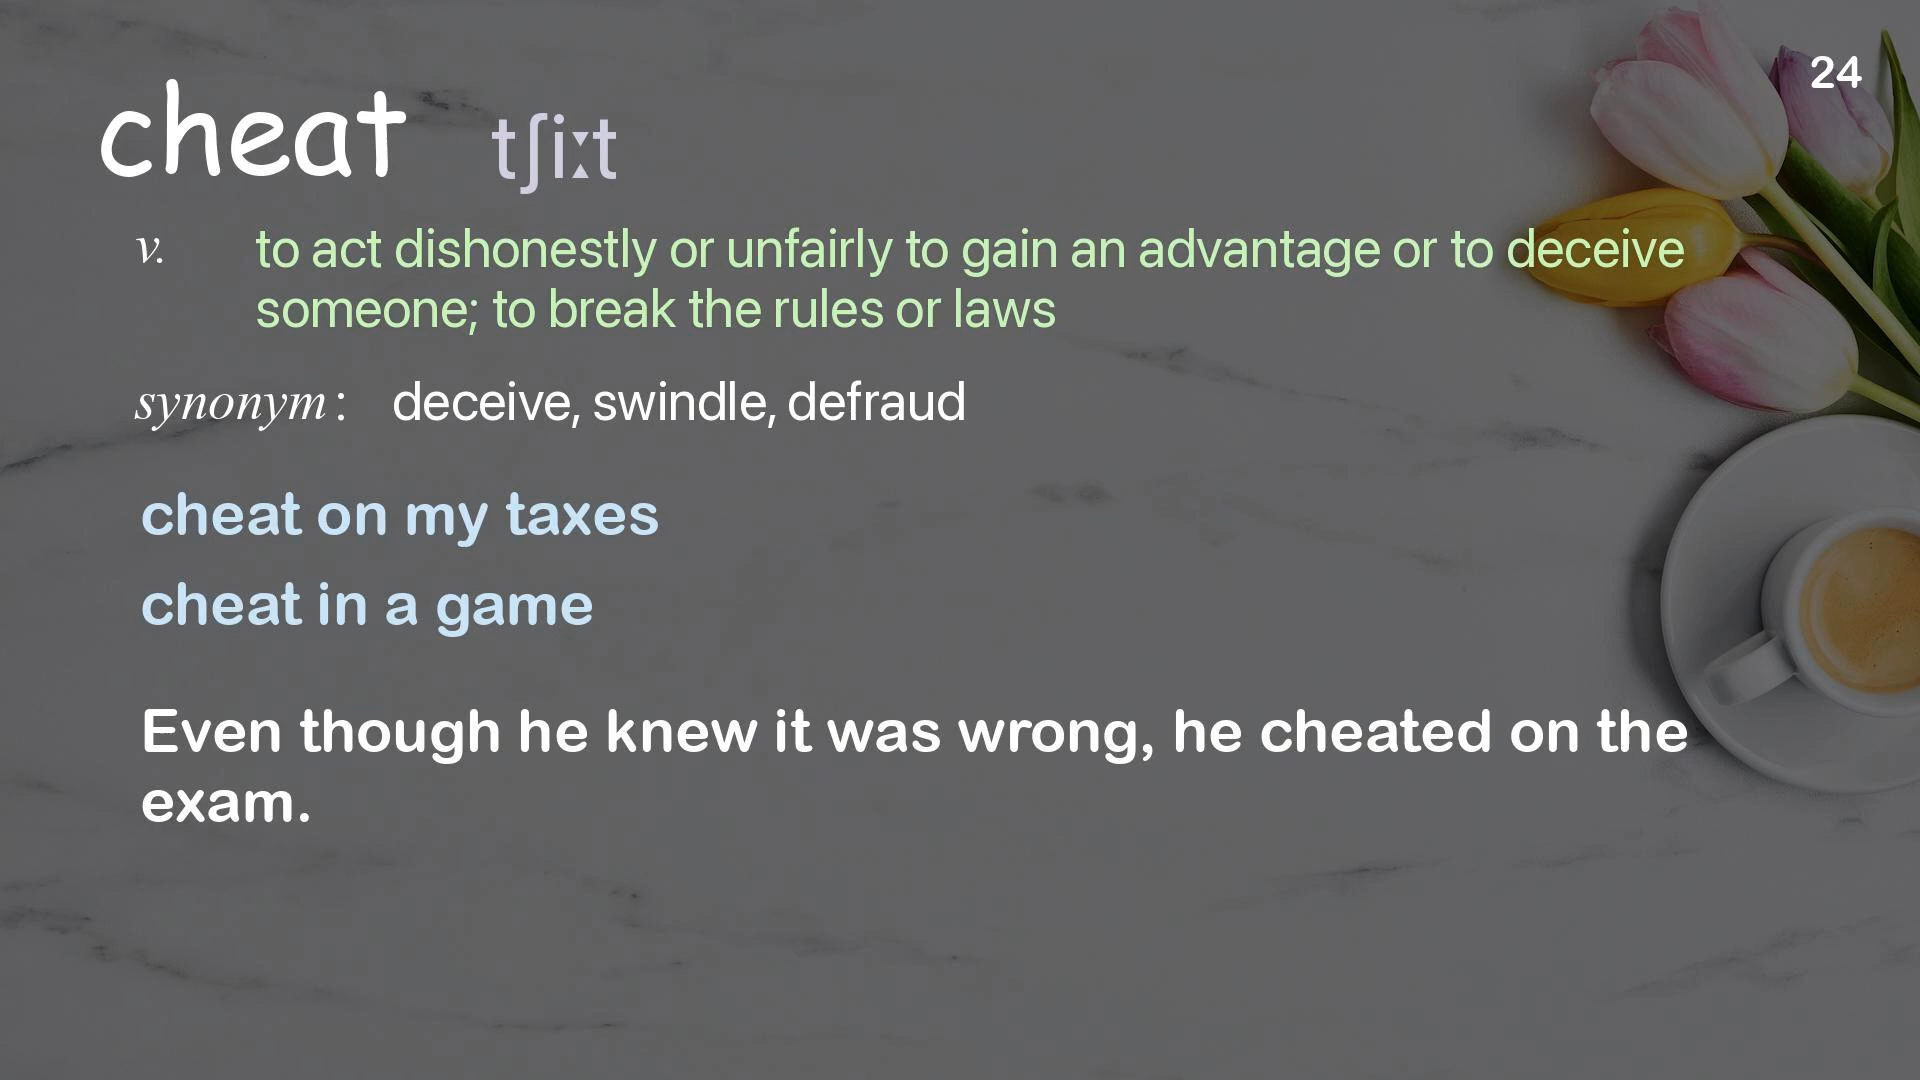 24
cheat tʃiːt
v. to act dishonestly or unfairly to gain an advantage or to deceive
someone; to break the rules or laws
synonym : deceive, swindle, defraud
cheat on my taxes
cheat in a game
Even though he knew it was wrong, he cheated on the
exam.